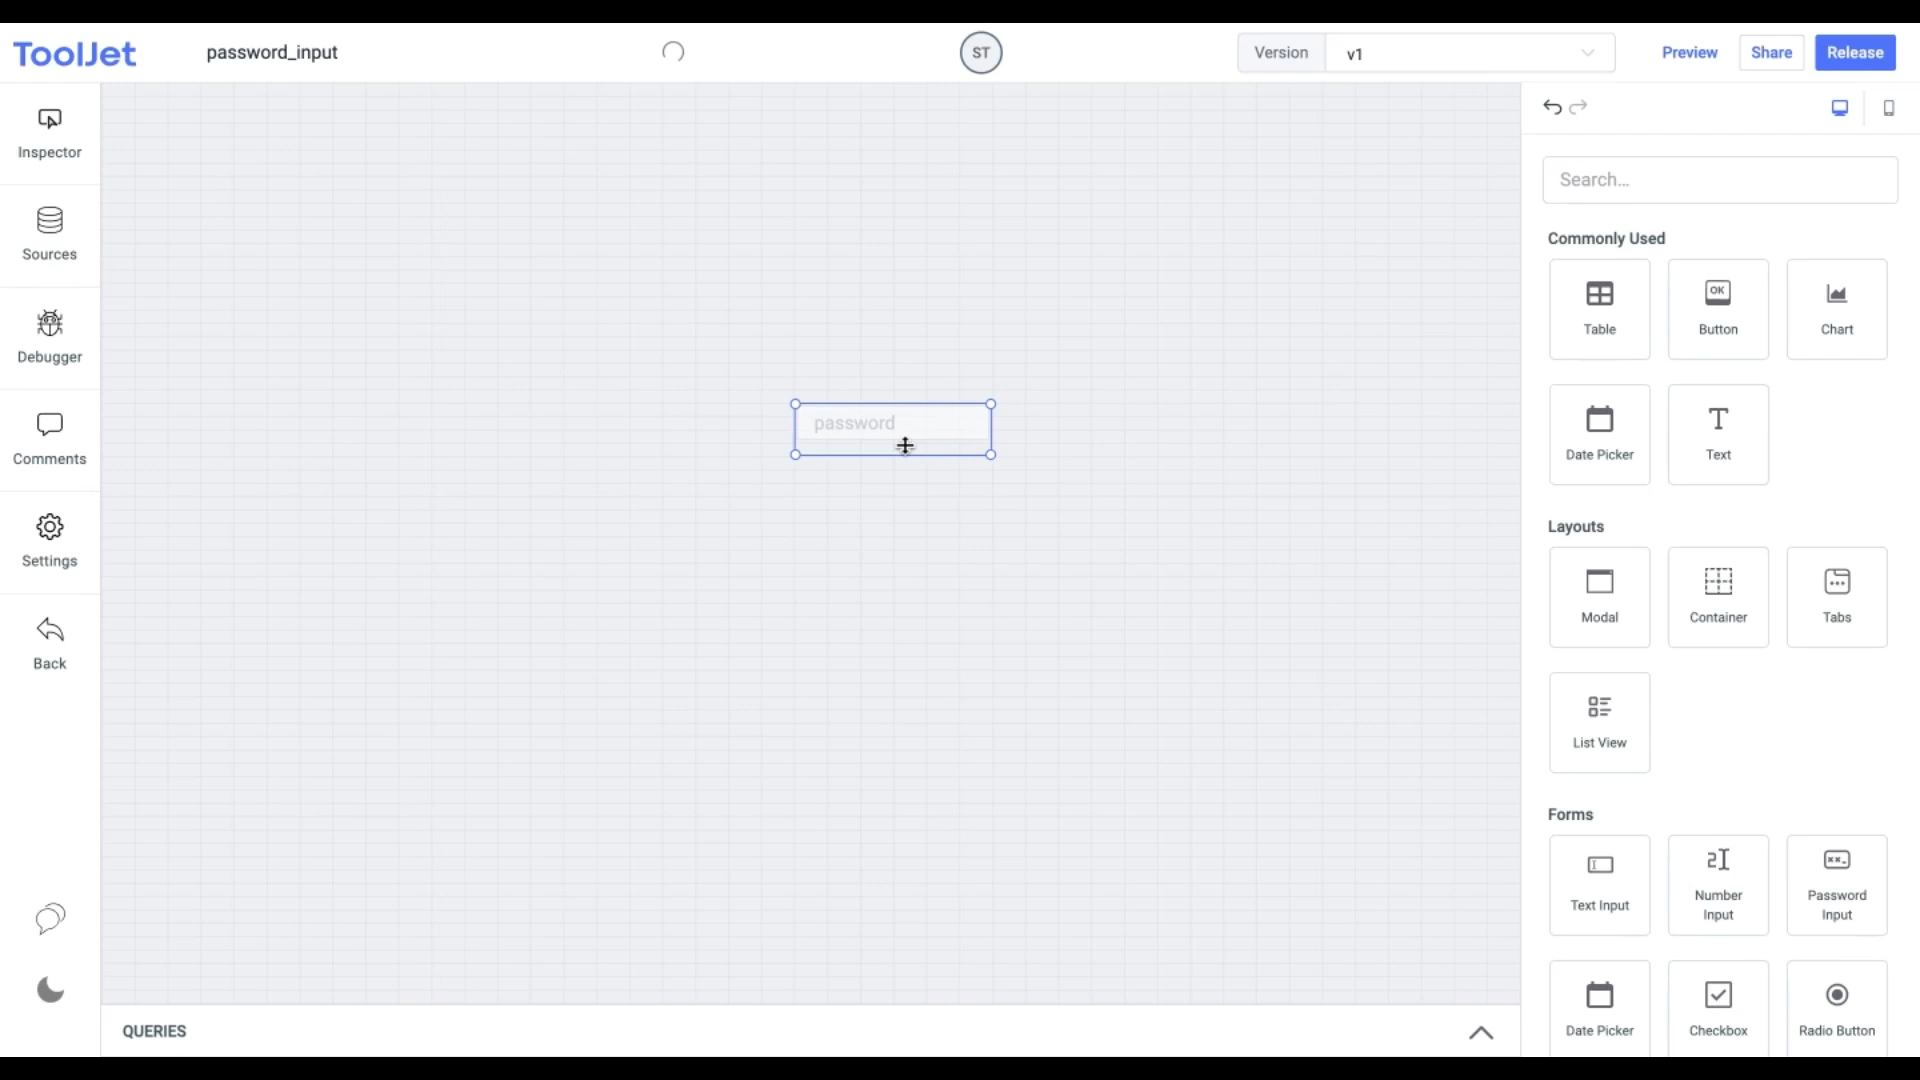 ToolJet
password_input
ST
Version
v1
Preview
Share
Release
Inspector
Sources
Debugger
Comments
Settings
Back
password
QUERIES
Search...
Commonly Used
Table
Button
OK
Chart
Date Picker
Text
Layouts
Modal
Container
Tabs
List View
Forms
Text Input
Number
Input
Password
Input
Date Picker
Checkbox
Radio Button